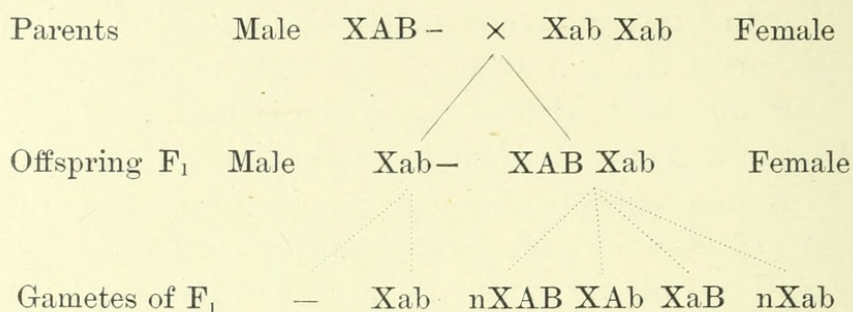 Parents Male XAB – × Xab Xab Female
Offspring F₁ Male Xab– XAB Xab Female
Gametes of F₁ — Xab nXAB XAb XaB nXab